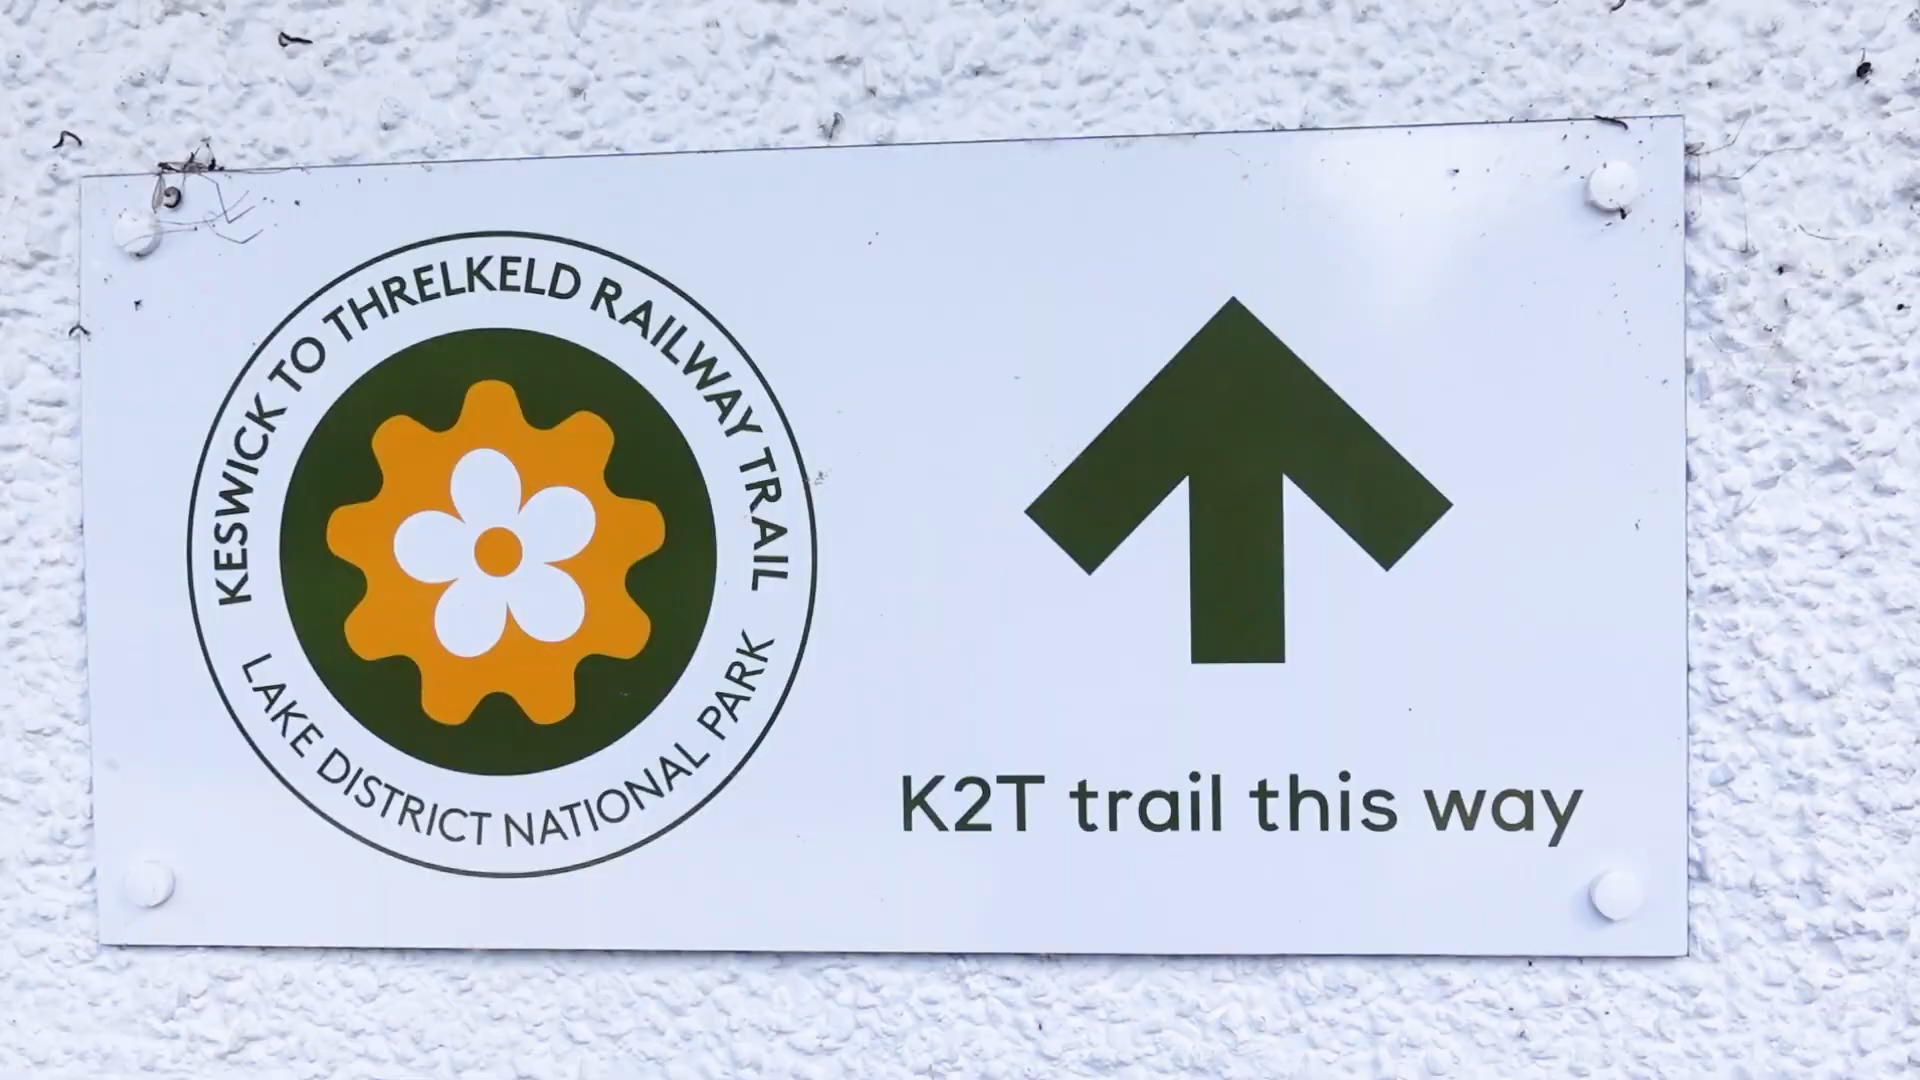 KESWICK TO THRELKELD RAILWAY TRAIL
LAKE DISTRICT NATIONAL PARK
K2T trail this way